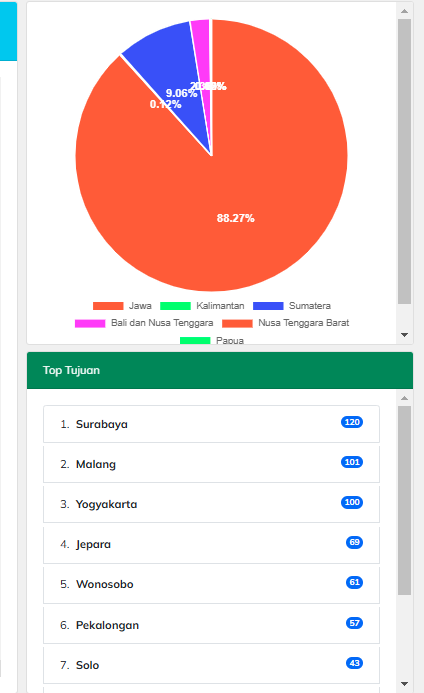 9.06%
0.12%
88.27%
Jawa Kalimantan Sumatera
Bali dan Nusa Tenggara Nusa Tenggara Barat
Papua
Top Tujuan
1. Surabaya 120
2. Malang 101
3. Yogyakarta 100
4. Jepara 69
5. Wonosobo 61
6. Pekalongan 57
7. Solo 43